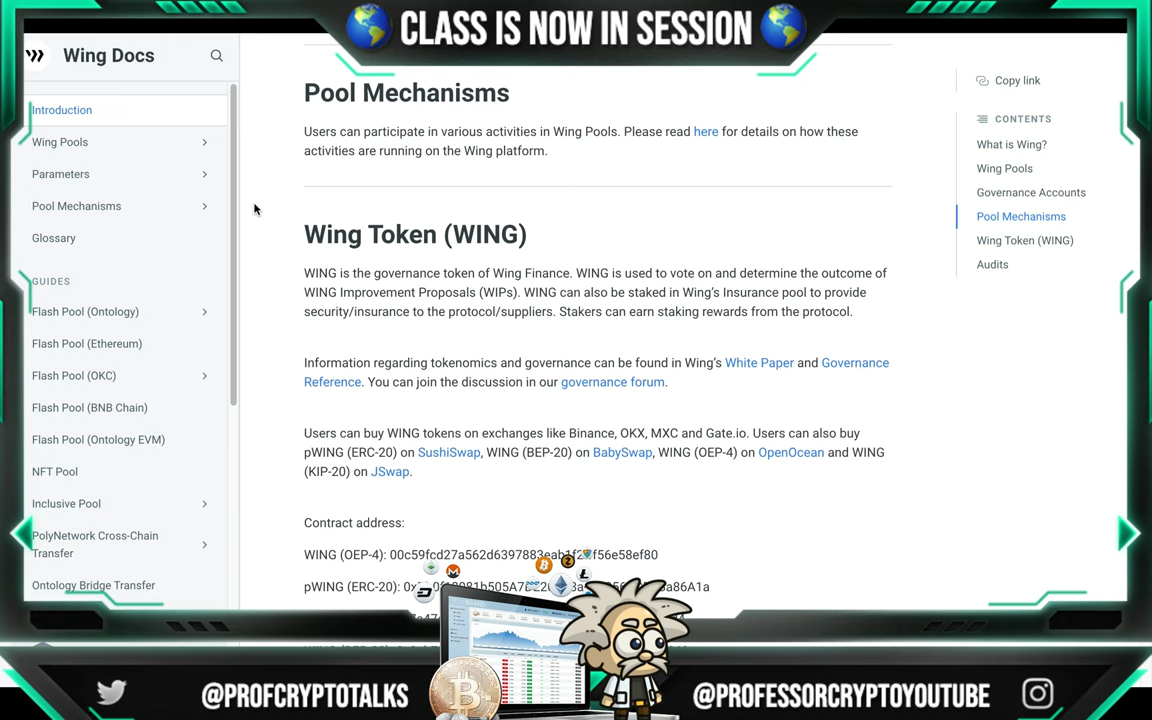 CLASS IS NOW IN SESSION
Wing Docs
Introduction
Wing Pools
Parameters
Pool Mechanisms
Glossary
GUIDES
Flash Pool (Ontology)
Flash Pool (Ethereum)
Flash Pool (OKC)
Flash Pool (BNB Chain)
Flash Pool (Ontology EVM)
NFT Pool
Inclusive Pool
PolyNetwork Cross-Chain
Transfer
Ontology Bridge Transfer
Pool Mechanisms
Users can participate in various activities in Wing Pools. Please read here for details on how these
activities are running on the Wing platform.
Wing Token (WING)
WING is the governance token of Wing Finance. WING is used to vote on and determine the outcome of
WING Improvement Proposals (WIPs). WING can also be staked in Wing's Insurance pool to provide
security/insurance to the protocol/suppliers. Stakers can earn staking rewards from the protocol.
Information regarding tokenomics and governance can be found in Wing's White Paper and Governance
Reference. You can join the discussion in our governance forum.
Users can buy WING tokens on exchanges like Binance, OKX, MXC and Gate.io. Users can also buy
pWING (ERC-20) on SushiSwap, WING (BEP-20) on BabySwap, WING (OEP-4) on OpenOcean and WING
(KIP-20) on JSwap.
Contract address:
WING (OEP-4):
pWING (ERC-20):
Copy link
CONTENTS
What is Wing?
Wing Pools
Governance Accounts
Pool Mechanisms
Wing Token (WING)
Audits
@PROFCRYPTOTALKS
@PROFESSORCRYPTOYOUTUBE